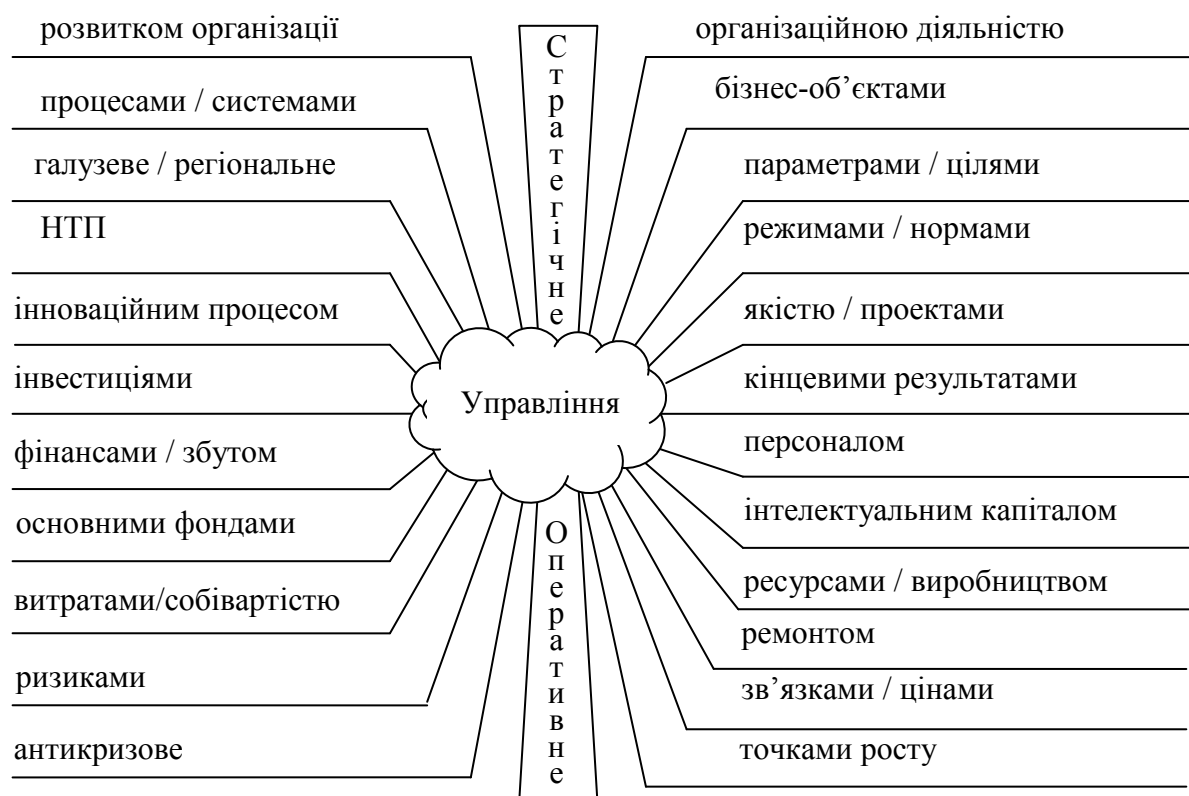 розвитком організації
процесами / системами
галузеве / регіональне
НТП
інноваційним процесом
інвестиціями
фінансами / збутом
основними фондами
витратами/собівартістю
ризиками
антикризове
Стратегічне
Управління
Оперативне
організаційною діяльністю
бізнес-об’єктами
параметрами / цілями
режимами / нормами
якістю / проектами
кінцевими результатами
персоналом
інтелектуальним капіталом
ресурсами / виробництвом
ремонтом
зв’язками / цінами
точками росту